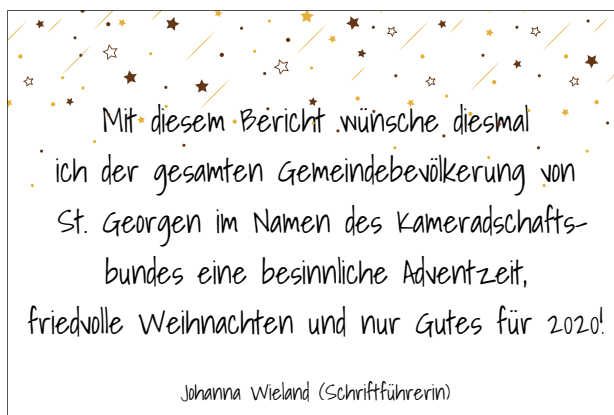 Mit diesem Bericht wünsche diesmal
ich der gesamten Gemeindebevölkerung von
St. Georgen im Namen des Kameradschafts-
bundes eine besinnliche Adventzeit,
friedvolle Weihnachten und nur Gutes für 2020!
Johanna Wieland (Schriftführerin)